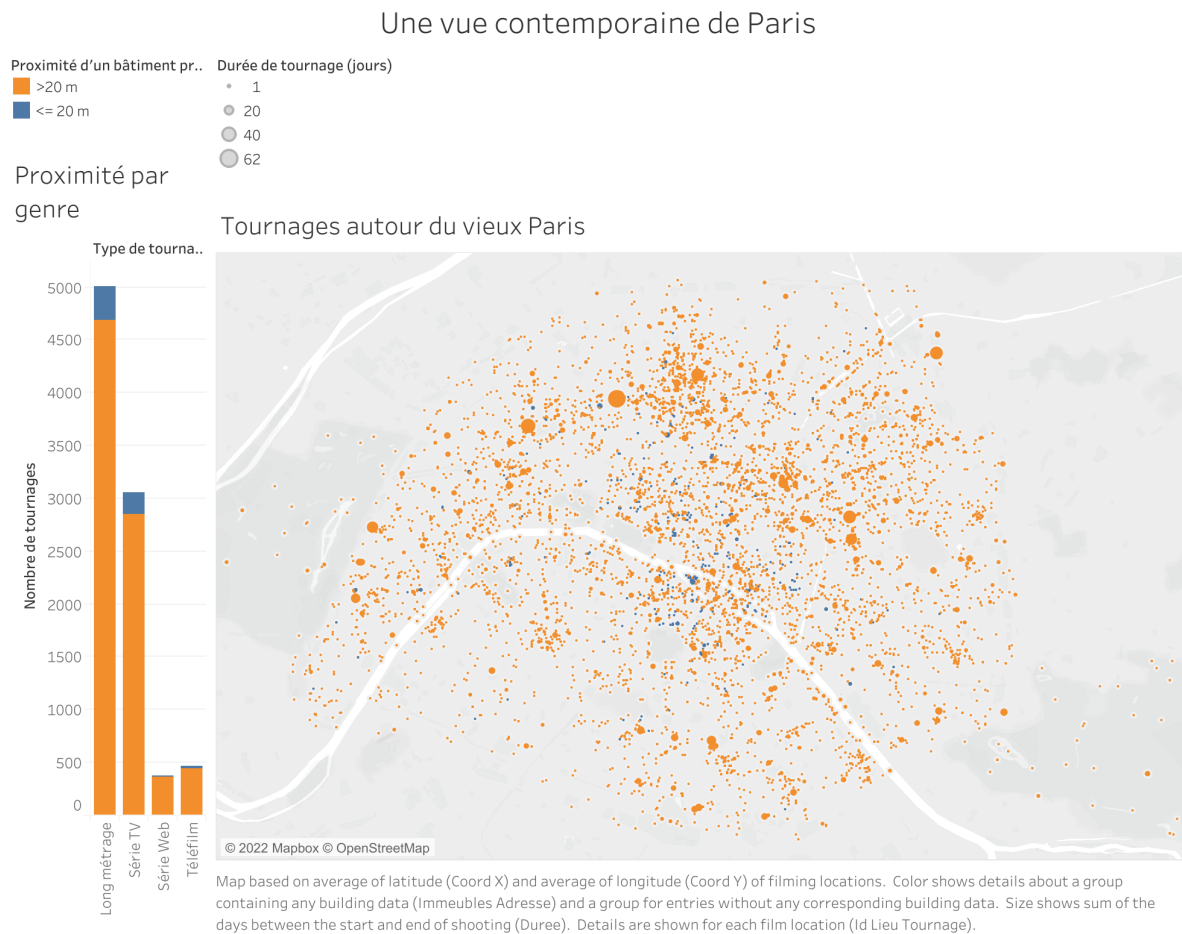 Une vue contemporaine de Paris
Proximité d'un bâtiment pr..
>20 m
<= 20 m
Durée de tournage (jours)
1
20
40
62
Proximité par
genre
Type de tourna..
Nombre de tournages
5000
4500
4000
3500
3000
2500
2000
1500
1000
500
0
Long métrage
Série TV
Série Web
Téléfilm
Tournages autour du vieux Paris
© 2022 Mapbox © OpenStreetMap
Map based on average of latitude (Coord X) and average of longitude (Coord Y) of filming locations.  Color shows details about a group
containing any building data (Immeubles Adresse) and a group for entries without any corresponding building data.  Size shows sum of the
days between the start and end of shooting (Duree).  Details are shown for each film location (Id Lieu Tournage).